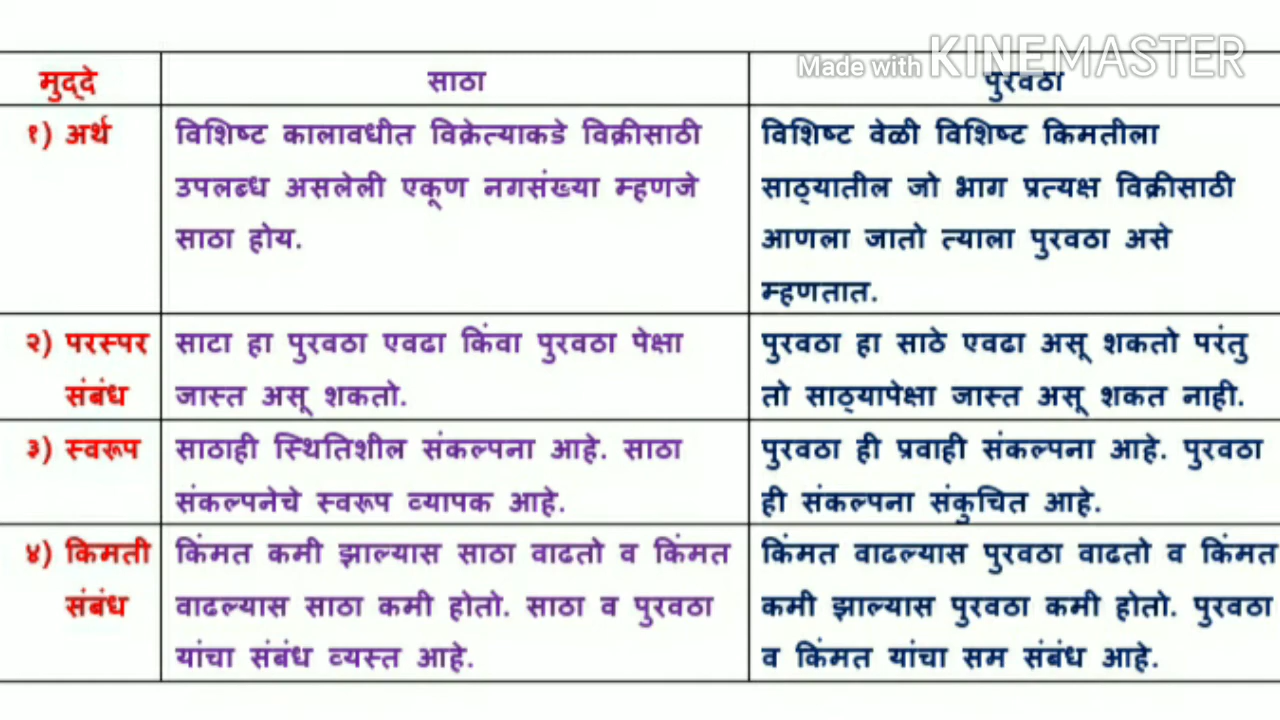 Made with KINEMASTER
मुद्दे साठा पुरवठा
१) अर्थ
विशिष्ट कालावधीत विक्रेत्याकडे विक्रीसाठी
उपलब्ध असलेली एकूण नगसंख्या म्हणजे
साठा होय.
विशिष्ट वेळी विशिष्ट किमतीला
साठ्यातील जो भाग प्रत्यक्ष विक्रीसाठी
आणला जातो त्याला पुरवठा असे
म्हणतात.
२) परस्पर
संबंध
साटा हा पुरवठा एवढा किंवा पुरवठा पेक्षा
जास्त असू शकतो.
पुरवठा हा साठे एवढा असू शकतो परंतु
तो साठ्यापेक्षा जास्त असू शकत नाही.
३) स्वरूप
साठाही स्थितिशील संकल्पना आहे. साठा
संकल्पनेचे स्वरूप व्यापक आहे.
पुरवठा ही प्रवाही संकल्पना आहे. पुरवठा
ही संकल्पना संकुचित आहे.
४) किमती
संबंध
किंमत कमी झाल्यास साठा वाढतो व किंमत
वाढल्यास साठा कमी होतो. साठा व पुरवठा
यांचा संबंध व्यस्त आहे.
किंमत वाढल्यास पुरवठा वाढतो व किंमत
कमी झाल्यास पुरवठा कमी होतो. पुरवठा
व किंमत यांचा सम संबंध आहे.